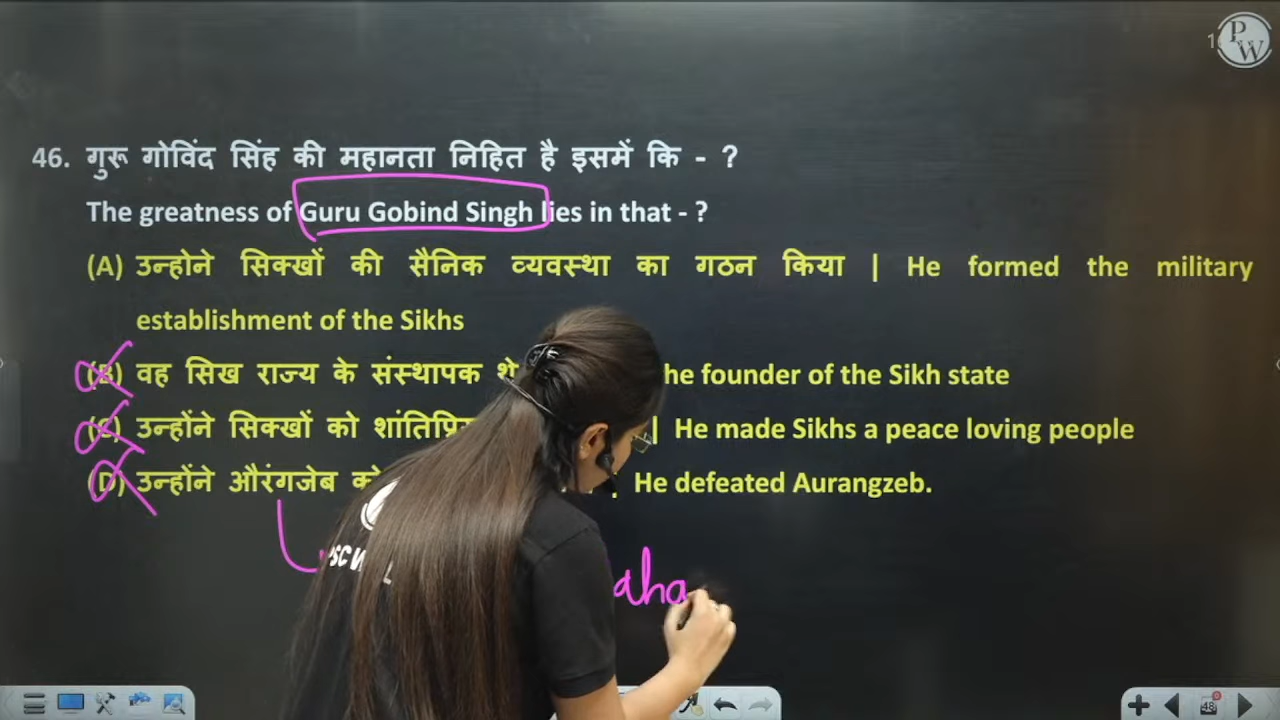 PW
46. गुरू गोविंद सिंह की महानता निहित है इसमें कि - ?
The greatness of Guru Gobind Singh lies in that - ?
(A) उन्होने सिक्खों की सैनिक व्यवस्था का गठन किया | He formed the military
establishment of the Sikhs
(B) वह सिख राज्य के संस्थापक थे he founder of the Sikh state
(C) उन्होंने सिक्खों को | He made Sikhs a peace loving people
(D) उन्होंने औरंगजेब को | He defeated Aurangzeb.
aha
48